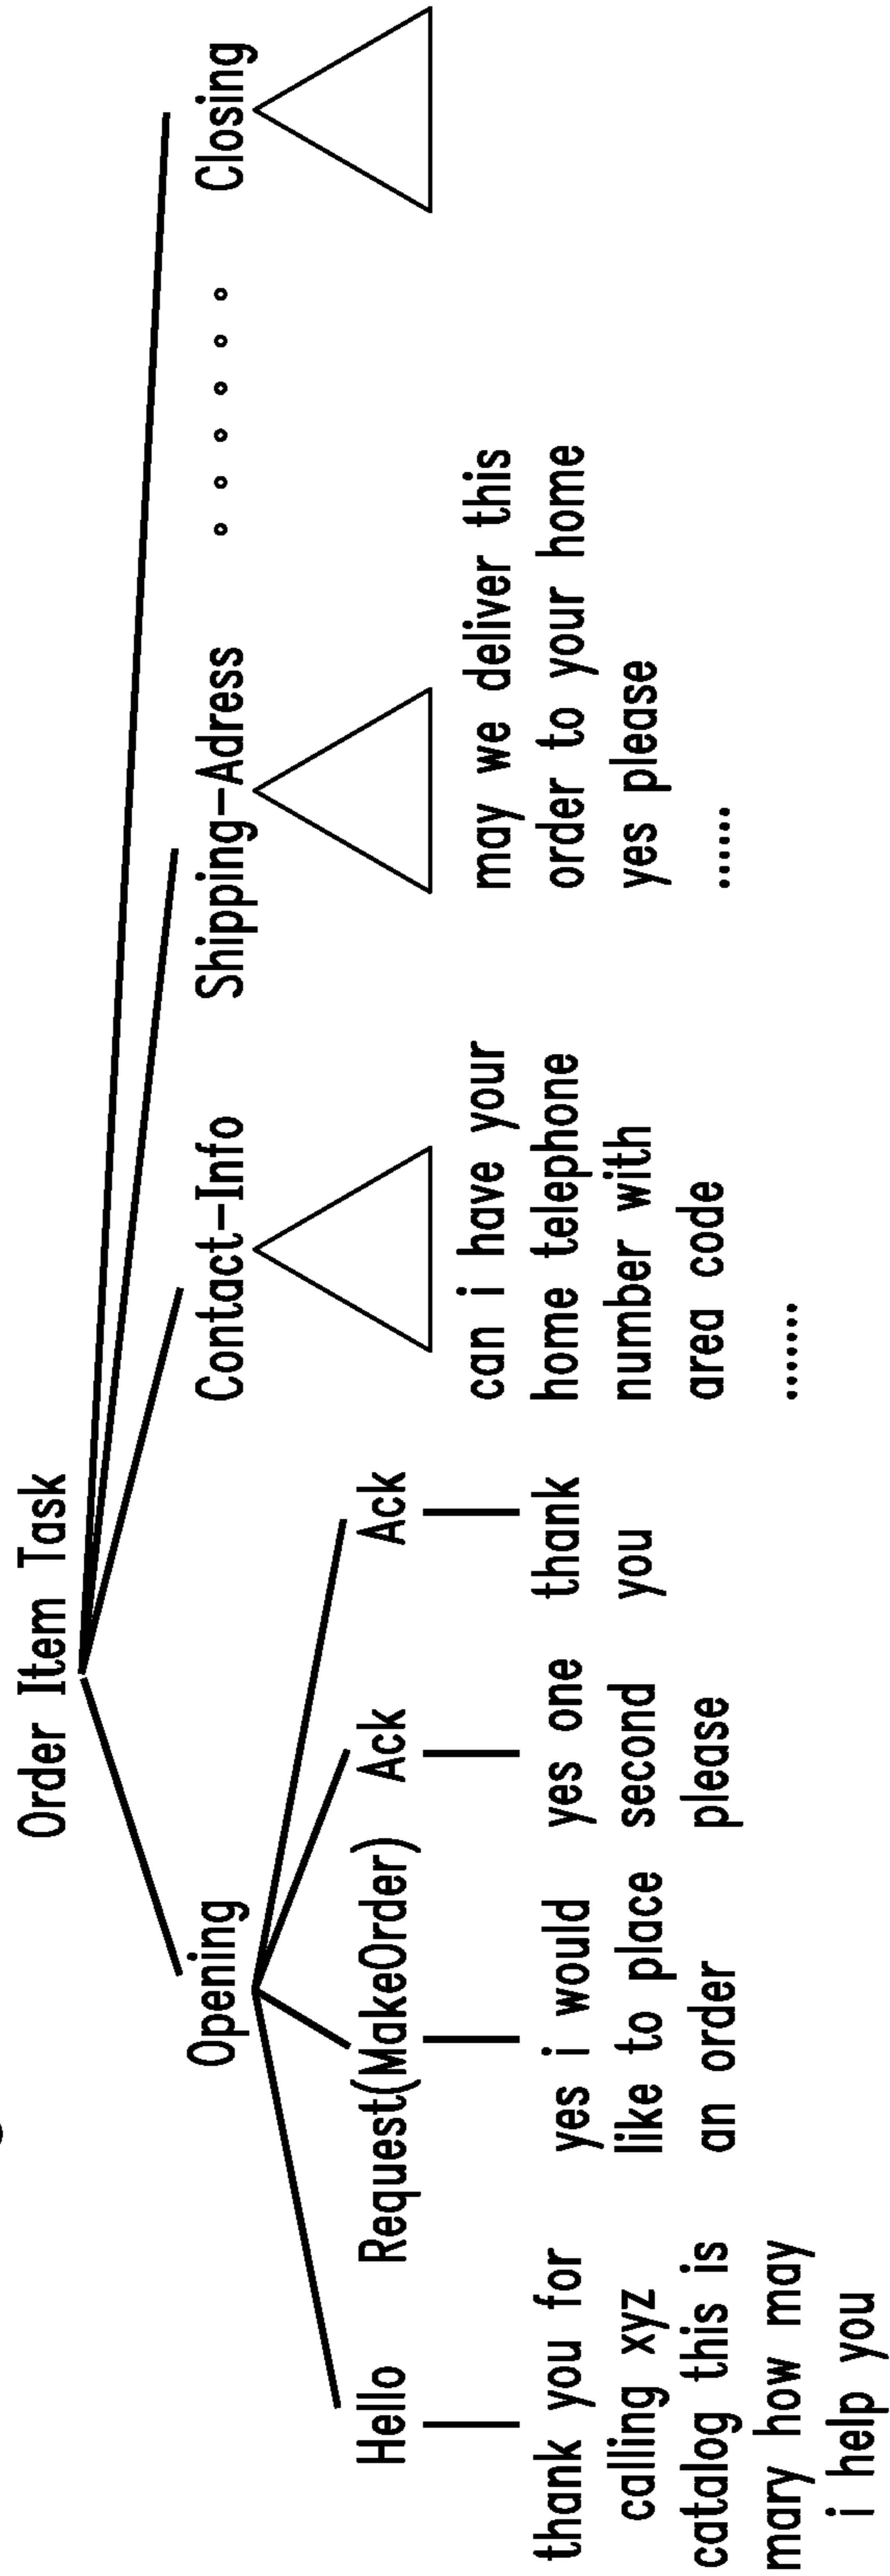 Order Item Task
Opening
Contact-Info
Shipping-Adress
Closing
Hello
Request(MakeOrder)
Ack
Ack
thank you for
calling xyz
catalog this is
mary how may
i help you
yes i would
like to place
an order
yes one
second
please
thank
you
can i have your
home telephone
number with
area code
.......
may we deliver this
order to your home
yes please
......